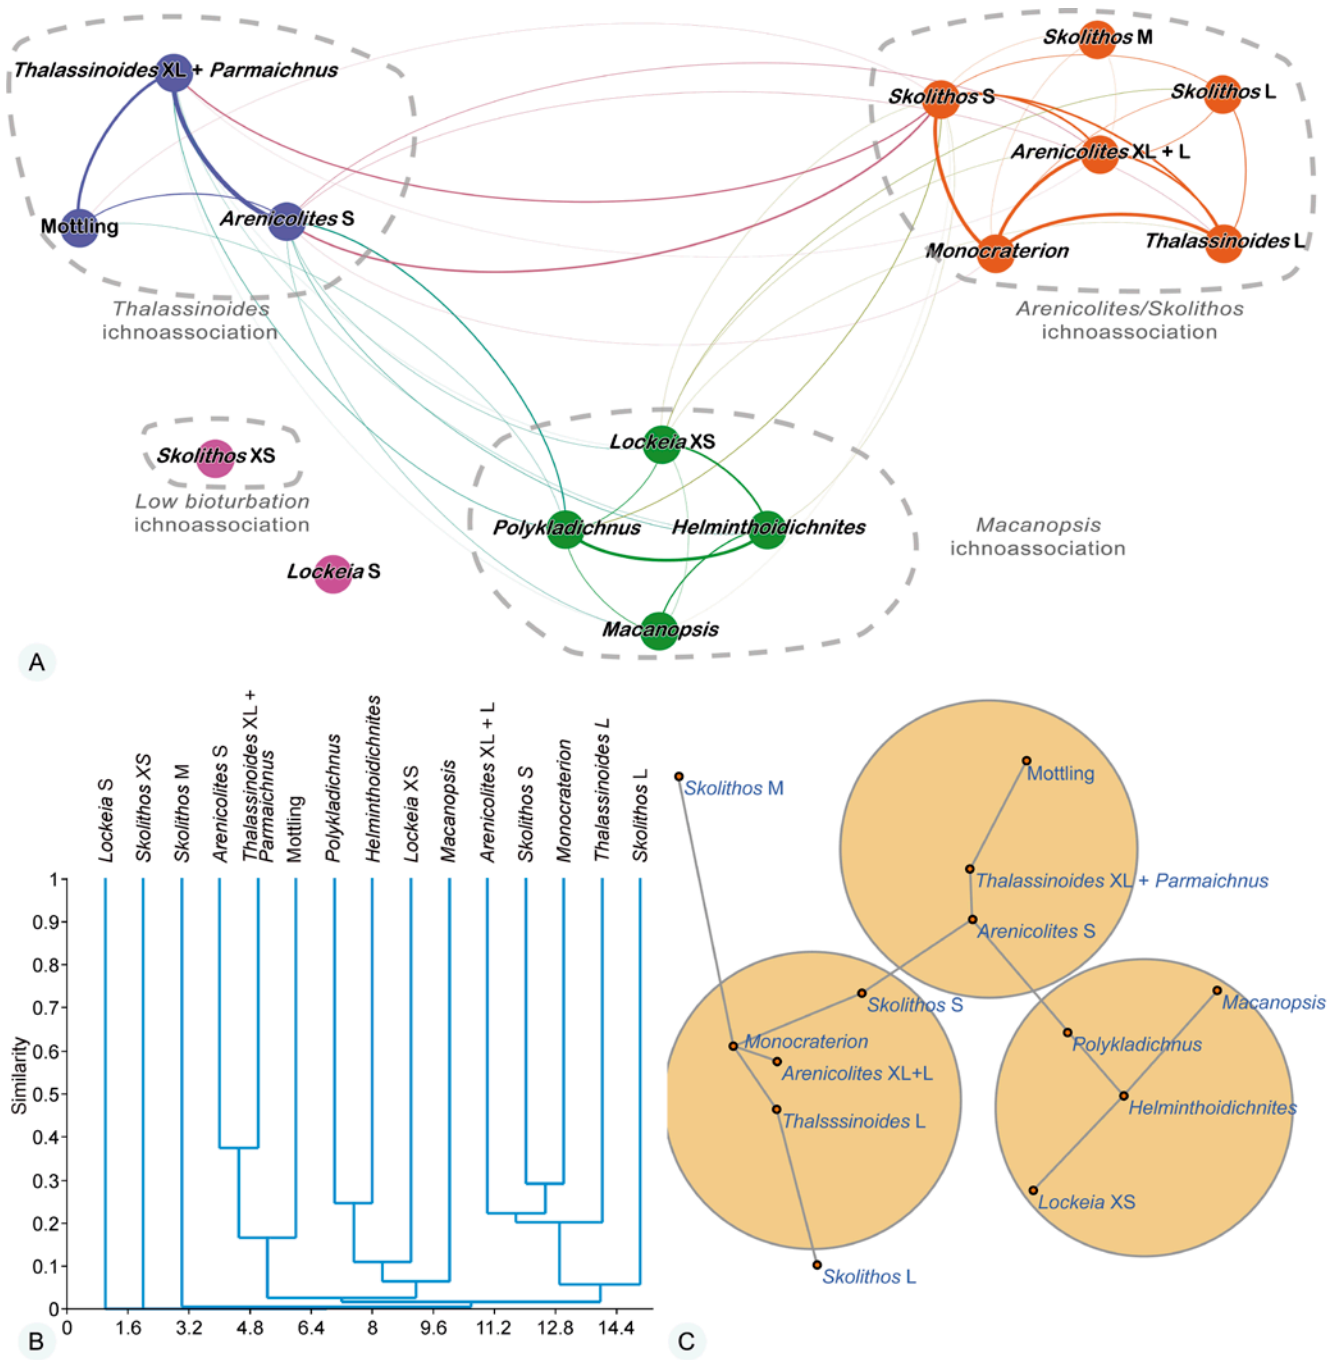 Skolithos M
Thalassinoides XL + Parmaichnus
Skolithos S
Skolithos L
Arenicolites XL + L
Mottling
Arenicolites S
Monocraterion
Thalassinoides L
Thalassinoides
ichnoassociation
Arenicolites/Skolithos
ichnoassociation
Lockeia XS
Skolithos XS
Low bioturbation
ichnoassociation
Polykladichnus
Helminthoidichnites
Macanopsis
ichnoassociation
Lockeia S
Macanopsis
A
Lockeia S
Skolithos XS
Skolithos M
Arenicolites S
Thalassinoides XL +
Parmaichnus
Mottling
Polykladichnus
Helminthoidichnites
Lockeia XS
Macanopsis
Arenicolites XL + L
Skolithos S
Monocraterion
Thalassinoides L
Skolithos L
1
0.9
0.8
0.7
0.6
0.5
0.4
0.3
0.2
0.1
0
Similarity
0 1.6 3.2 4.8 6.4 8 9.6 11.2 12.8 14.4
B
Skolithos M
Mottling
Thalassinoides XL + Parmaichnus
Arenicolites S
Skolithos S
Macanopsis
Monocraterion
Polykladichnus
Arenicolites XL+L
Helminthoidichnites
Thalsssinoides L
Lockeia XS
Skolithos L
C